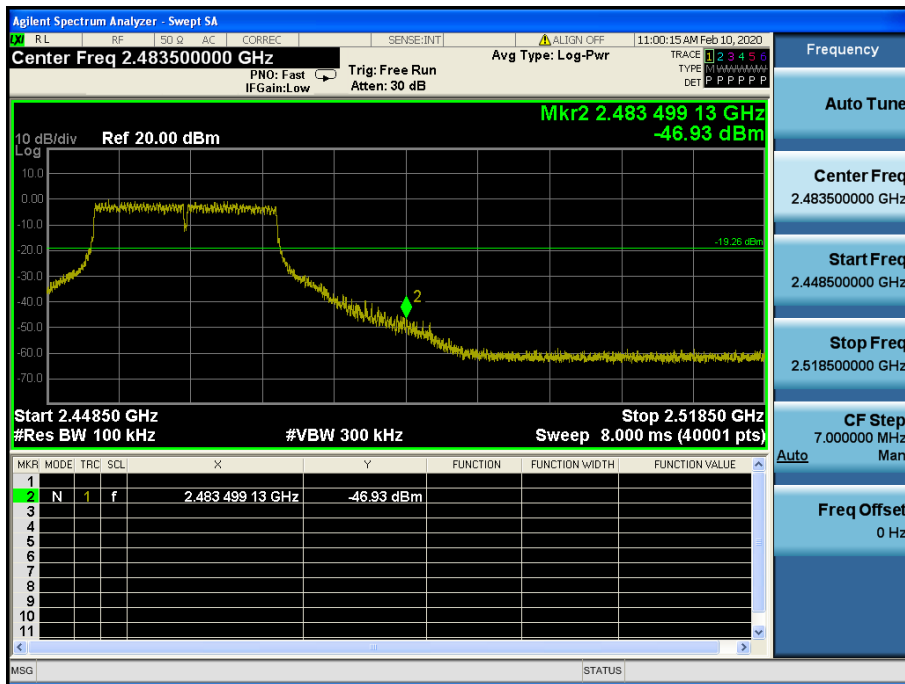 Agilent Spectrum Analyzer - Swept SA
LXI RL RF 50 Ω AC CORREC SENSE:INT ALIGN OFF 11:00:15 AM Feb 10, 2020
Center Freq 2.483500000 GHz
PNO: Fast
IFGain:Low
Trig: Free Run
Atten: 30 dB
Avg Type: Log-Pwr
TRACE 1 2 3 4 5 6
TYPE M WWWWW
DET P P P P P P
Mkr2 2.483 499 13 GHz
-46.93 dBm
10 dB/div Ref 20.00 dBm
Log
10.0
0.00
-10.0
-20.0
-30.0
-40.0
-50.0
-60.0
-70.0
-19.26 dBm
2
Start 2.44850 GHz Stop 2.51850 GHz
#Res BW 100 kHz #VBW 300 kHz Sweep 8.000 ms (40001 pts)
MKR MODE TRC SCL X Y FUNCTION FUNCTION WIDTH FUNCTION VALUE
1
2 N 1 f 2.483 499 13 GHz -46.93 dBm
3
4
5
6
7
8
9
10
11
MSG STATUS
Frequency
Auto Tune
Center Freq
2.483500000 GHz
Start Freq
2.448500000 GHz
Stop Freq
2.518500000 GHz
CF Step
7.000000 MHz
Auto Man
Freq Offset
0 Hz